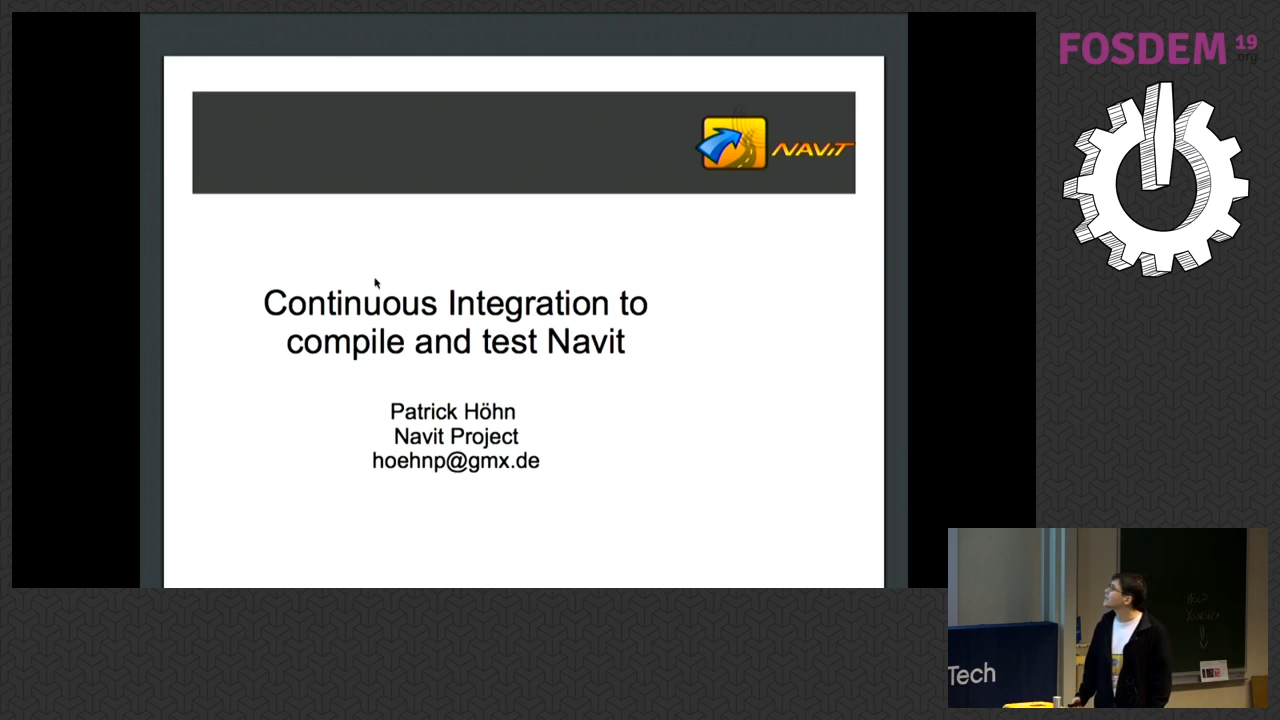 FOSDEM 19
.org
NAVIT
Continuous Integration to
compile and test Navit
Patrick Höhn
Navit Project
hoehnp@gmx.de
Tech